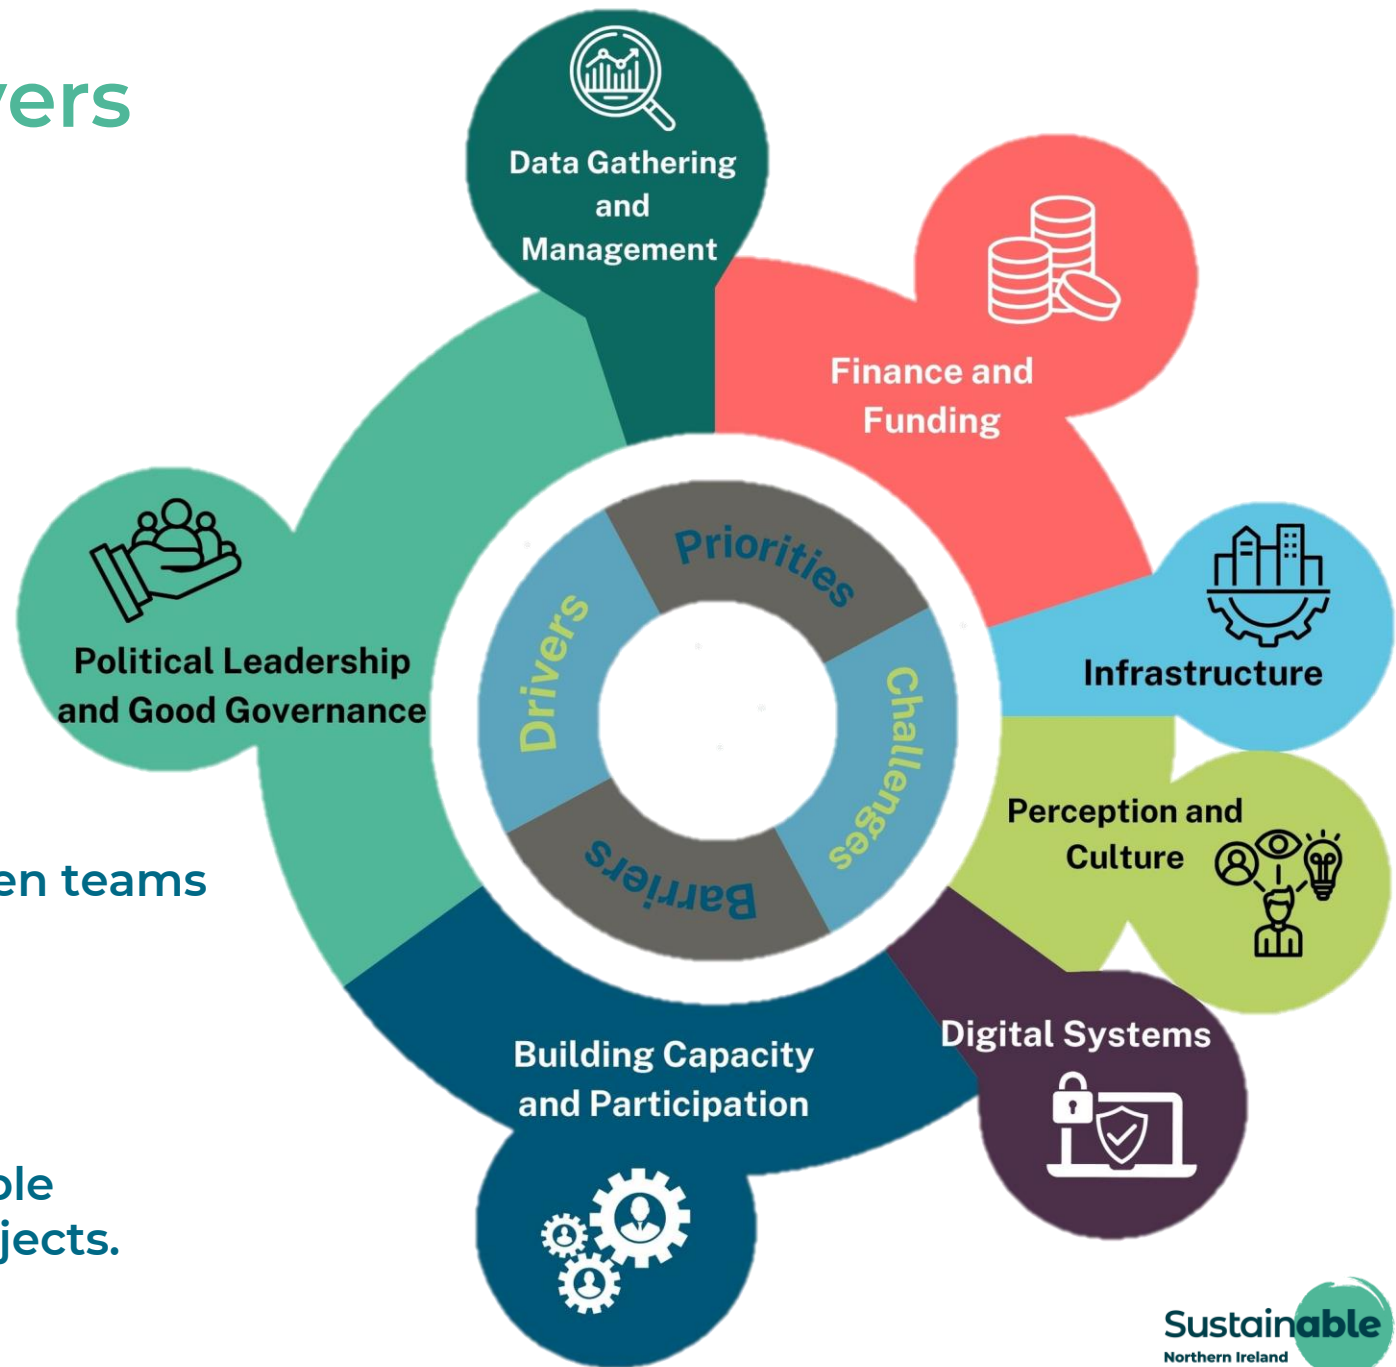 vers
Data Gathering
and
Management
Finance and
Funding
Infrastructure
Perception and
Culture
Digital Systems
Building Capacity
and Participation
Political Leadership
and Good Governance
Priorities
Challenges
Barriers
Drivers
en teams
ble
jects.
Sustainable
Northern Ireland